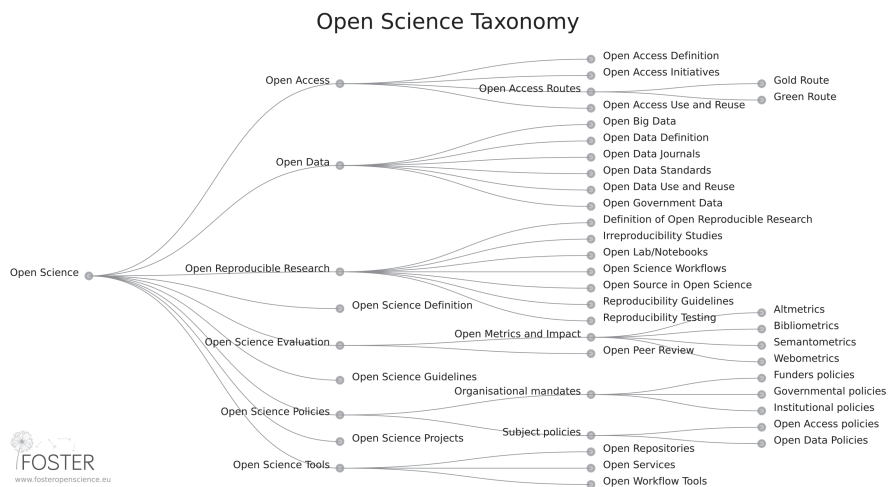 Open Science Taxonomy
Open Science
Open Access
Open Access Definition
Open Access Initiatives
Open Access Routes
Gold Route
Green Route
Open Access Use and Reuse
Open Data
Open Big Data
Open Data Definition
Open Data Journals
Open Data Standards
Open Data Use and Reuse
Open Government Data
Open Reproducible Research
Definition of Open Reproducible Research
Irreproducibility Studies
Open Lab/Notebooks
Open Science Workflows
Open Source in Open Science
Reproducibility Guidelines
Reproducibility Testing
Open Science Definition
Open Science Evaluation
Open Metrics and Impact
Altmetrics
Bibliometrics
Semantometrics
Webometrics
Open Peer Review
Open Science Guidelines
Open Science Policies
Organisational mandates
Funders policies
Governmental policies
Institutional policies
Subject policies
Open Access policies
Open Data Policies
Open Science Projects
Open Science Tools
Open Repositories
Open Services
Open Workflow Tools
FOSTER
www.fosteropenscience.eu